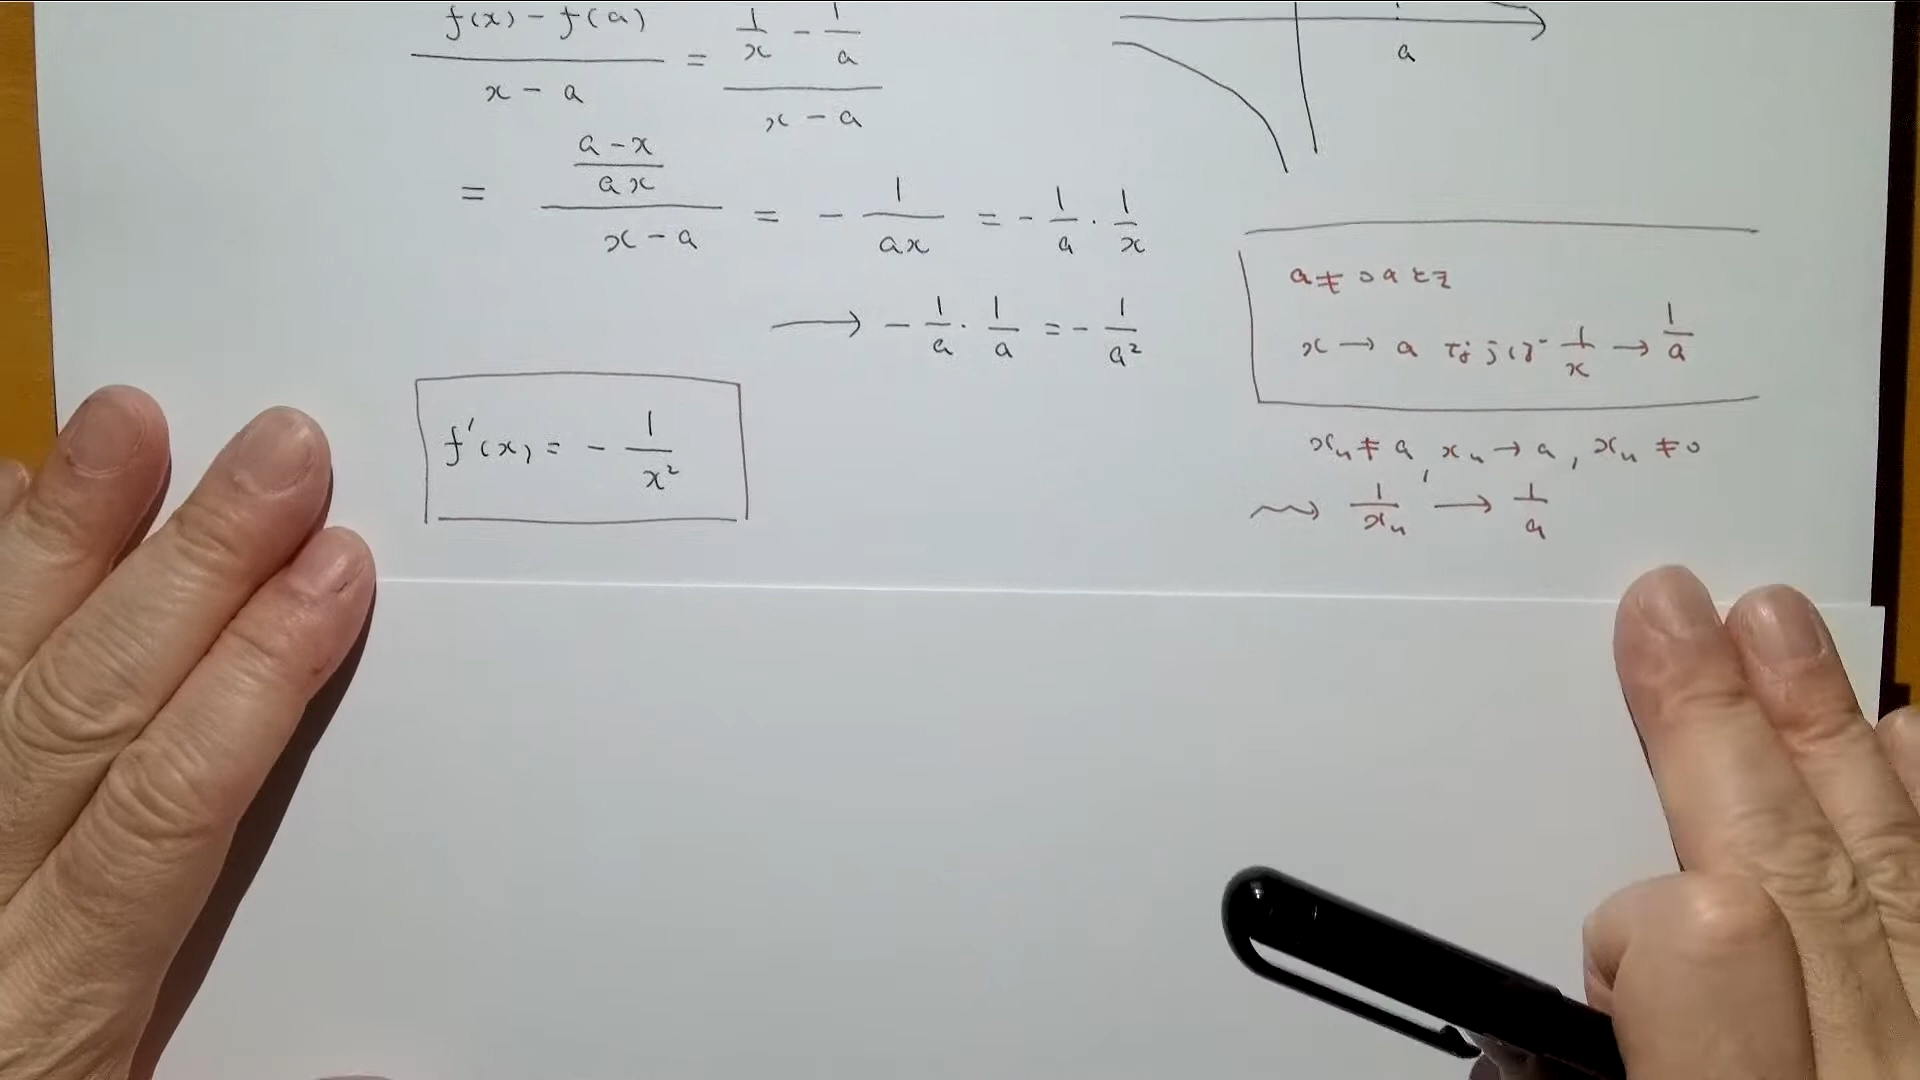 (f(x) - f(a))/(x - a) = (1/x - 1/a)/(x - a)
= ((a - x)/(ax))/(x - a) = - 1/(ax) = - 1/a · 1/x
⟶ - 1/a · 1/a = - 1/a²
f'(x) = - 1/x²
a
a ≠ 0 のとき
x → a ならば 1/x → 1/a
xₙ ≠ a, xₙ → a, xₙ ≠ 0
⇝ 1/xₙ ⟶ 1/a